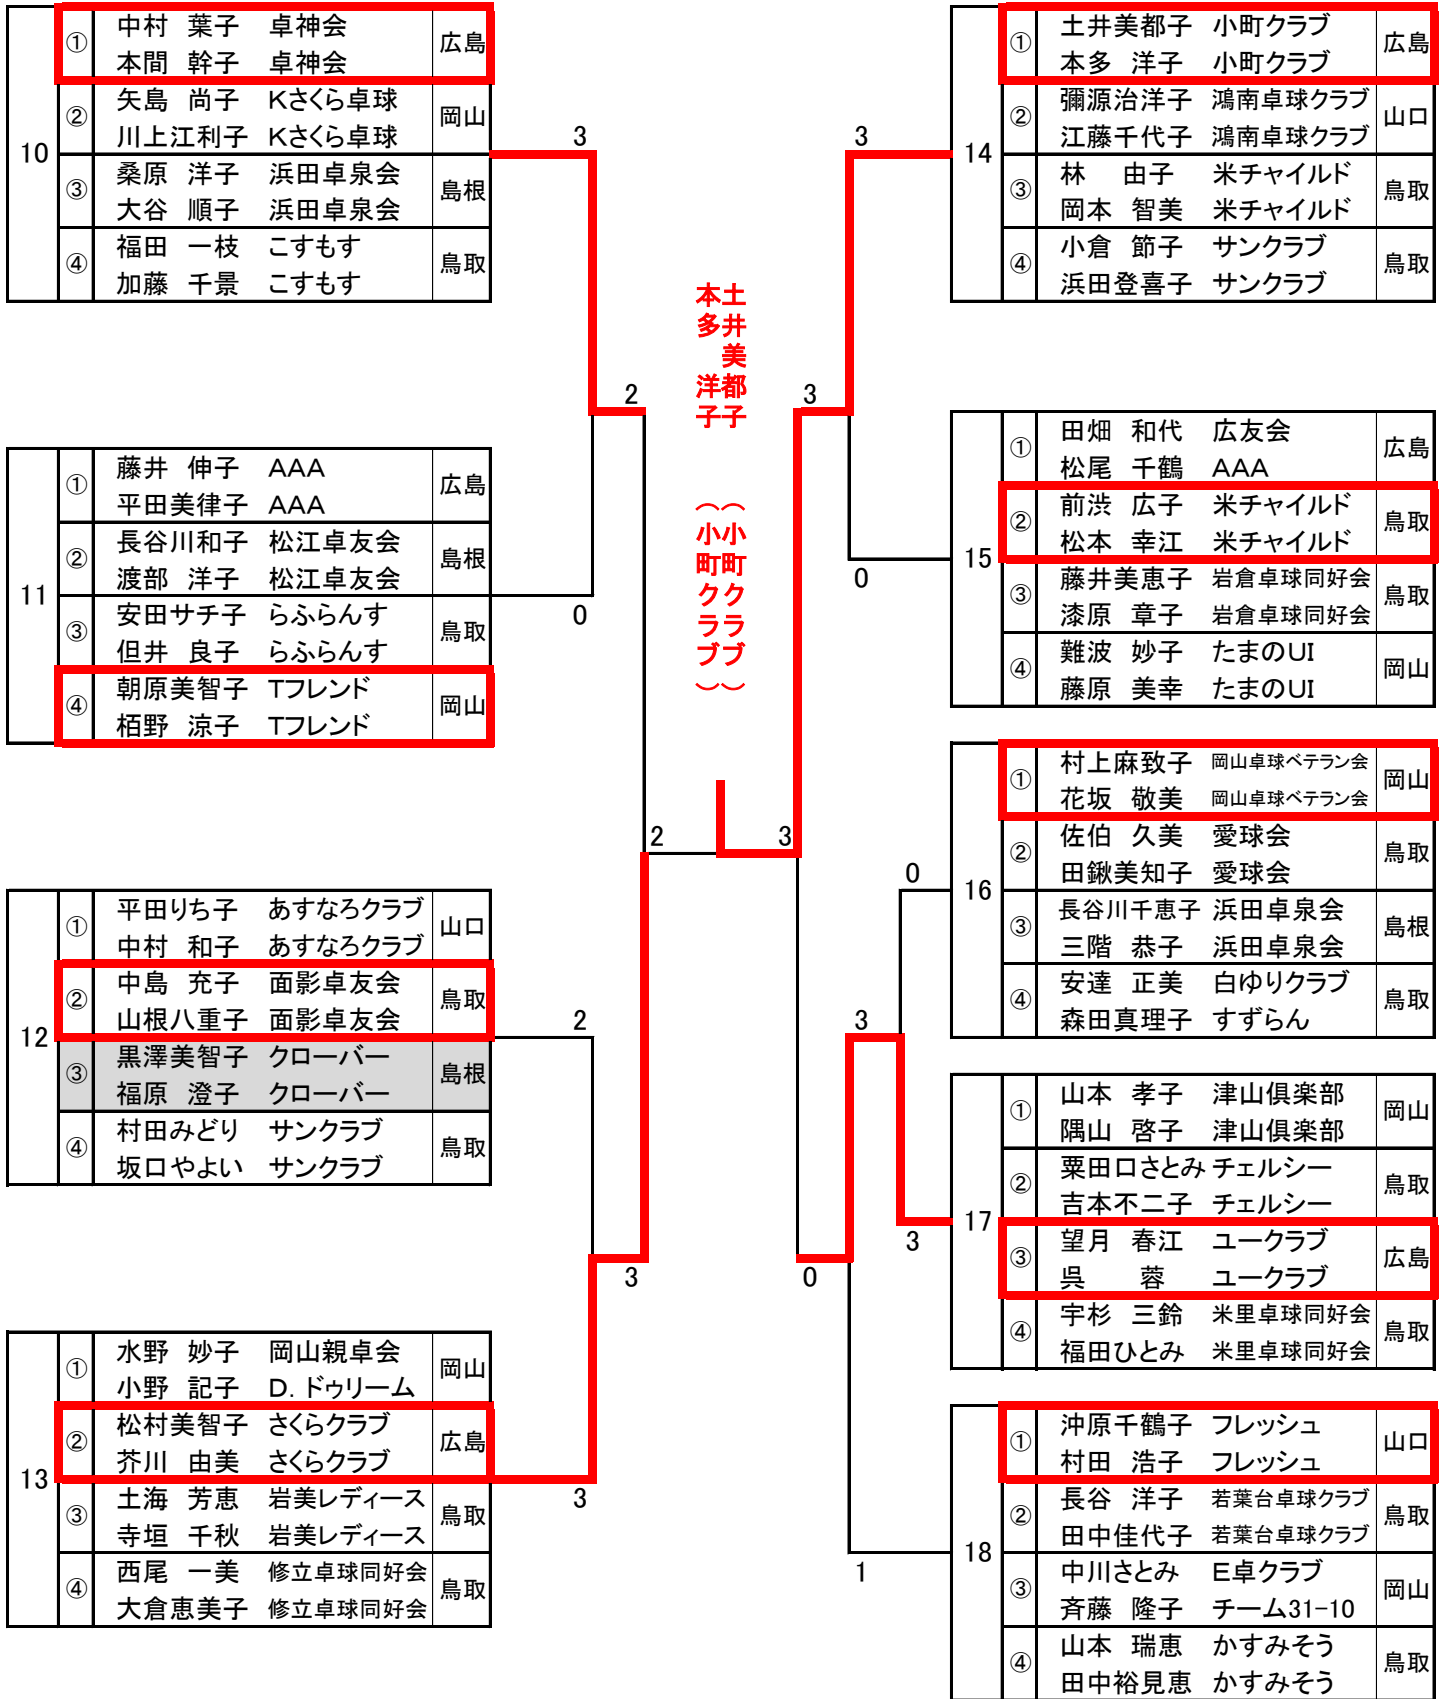 10
① 中村 葉子 卓神会 広島
本間 幹子 卓神会
② 矢島 尚子 Kさくら卓球 岡山
川上江利子 Kさくら卓球
③ 桑原 洋子 浜田卓泉会 島根
大谷 順子 浜田卓泉会
④ 福田 一枝 こすもす 鳥取
加藤 千景 こすもす
3
2
11
① 藤井 伸子 AAA 広島
平田美律子 AAA
② 長谷川和子 松江卓友会 島根
渡部 洋子 松江卓友会
③ 安田サチ子 らふらんす 鳥取
但井 良子 らふらんす
④ 朝原美智子 Tフレンド 岡山
栢野 涼子 Tフレンド
0
2
12
① 平田りち子 あすなろクラブ 山口
中村 和子 あすなろクラブ
② 中島 充子 面影卓友会 鳥取
山根八重子 面影卓友会
③ 黒澤美智子 クローバー 島根
福原 澄子 クローバー
④ 村田みどり サンクラブ 鳥取
坂口やよい サンクラブ
2
3
13
① 水野 妙子 岡山親卓会 岡山
小野 記子 D.ドゥリーム
② 松村美智子 さくらクラブ 広島
芥川 由美 さくらクラブ
③ 土海 芳恵 岩美レディース 鳥取
寺垣 千秋 岩美レディース
④ 西尾 一美 修立卓球同好会 鳥取
大倉恵美子 修立卓球同好会
3
土井美都子 (小町クラブ)
本多 洋子 (小町クラブ)
3
14
① 土井美都子 小町クラブ 広島
本多 洋子 小町クラブ
② 彌源治洋子 鴻南卓球クラブ 山口
江藤千代子 鴻南卓球クラブ
③ 林 由子 米チャイルド 鳥取
岡本 智美 米チャイルド
④ 小倉 節子 サンクラブ 鳥取
浜田登喜子 サンクラブ
3
3
15
① 田畑 和代 広友会 広島
松尾 千鶴 AAA
② 前渋 広子 米チャイルド 鳥取
松本 幸江 米チャイルド
③ 藤井美恵子 岩倉卓球同好会 鳥取
漆原 章子 岩倉卓球同好会
④ 難波 妙子 たまのUI 岡山
藤原 美幸 たまのUI
0
16
① 村上麻致子 岡山卓球ベテラン会 岡山
花坂 敬美 岡山卓球ベテラン会
② 佐伯 久美 愛球会 鳥取
田鍬美知子 愛球会
③ 長谷川千恵子 浜田卓泉会 島根
三階 恭子 浜田卓泉会
④ 安達 正美 白ゆりクラブ 鳥取
森田真理子 すずらん
0
3
17
① 山本 孝子 津山倶楽部 岡山
隅山 啓子 津山倶楽部
② 粟田口さとみ チェルシー 鳥取
吉本不二子 チェルシー
③ 望月 春江 ユークラブ 広島
呉 蓉 ユークラブ
④ 宇杉 三鈴 米里卓球同好会 鳥取
福田ひとみ 米里卓球同好会
3
0
18
① 沖原千鶴子 フレッシュ 山口
村田 浩子 フレッシュ
② 長谷 洋子 若葉台卓球クラブ 鳥取
田中佳代子 若葉台卓球クラブ
③ 中川さとみ E卓クラブ 岡山
斉藤 隆子 チーム31-10
④ 山本 瑞恵 かすみそう 鳥取
田中裕見恵 かすみそう
1